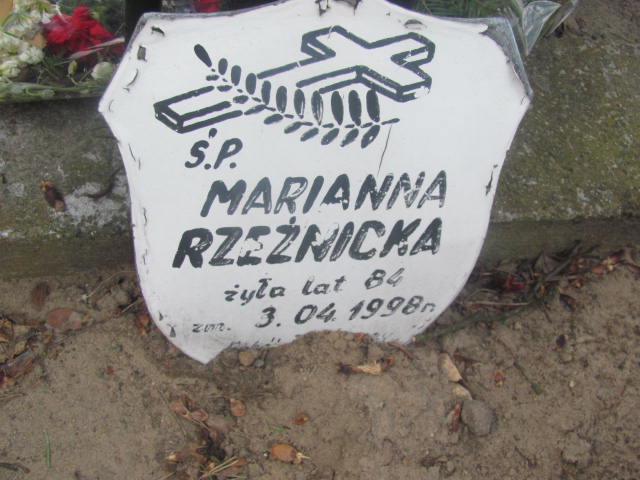 Ś.P.
MARIANNA
RZEŹNICKA
żyła lat 84
zm. 3.04.1998r.